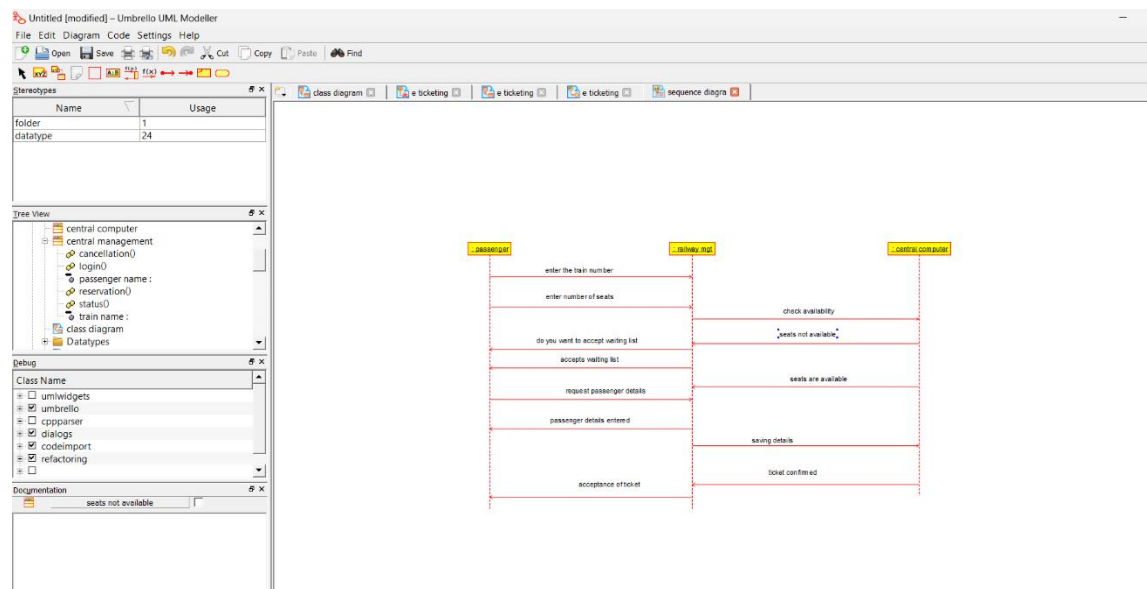 Untitled [modified] – Umbrello UML Modeller
File Edit Diagram Code Settings Help
Open Save Cut Copy Paste Find
Stereotypes
Name Usage
folder 1
datatype 24
Tree View
central computer
central management
cancellation()
login()
passenger name :
reservation()
status()
train name :
class diagram
Datatypes
Debug
Class Name
umlwidgets
umbrello
cppparser
dialogs
codeimport
refactoring
Documentation
seats not available
class diagram e ticketing e ticketing e ticketing sequence diagra
: passenger : railway mgt : central computer
enter the train number
enter number of seats
check availability
seats not available
do you want to accept waiting list
accepts waiting list
seats are available
request passenger details
passenger details entered
saving details
ticket confirmed
acceptance of ticket